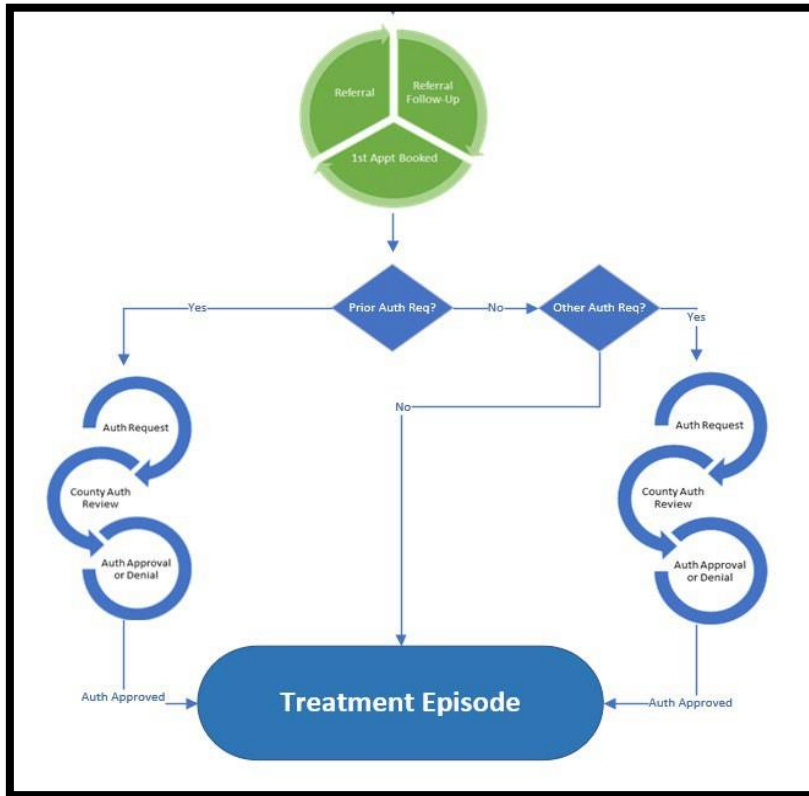 Referral
Referral
Follow-Up
1st Appt Booked
Yes
Prior Auth Req?
No
Other Auth Req?
Yes
No
Auth Request
County Auth
Review
Auth Approval
or Denial
Auth Request
County Auth
Review
Auth Approval
or Denial
Auth Approved
Treatment Episode
Auth Approved